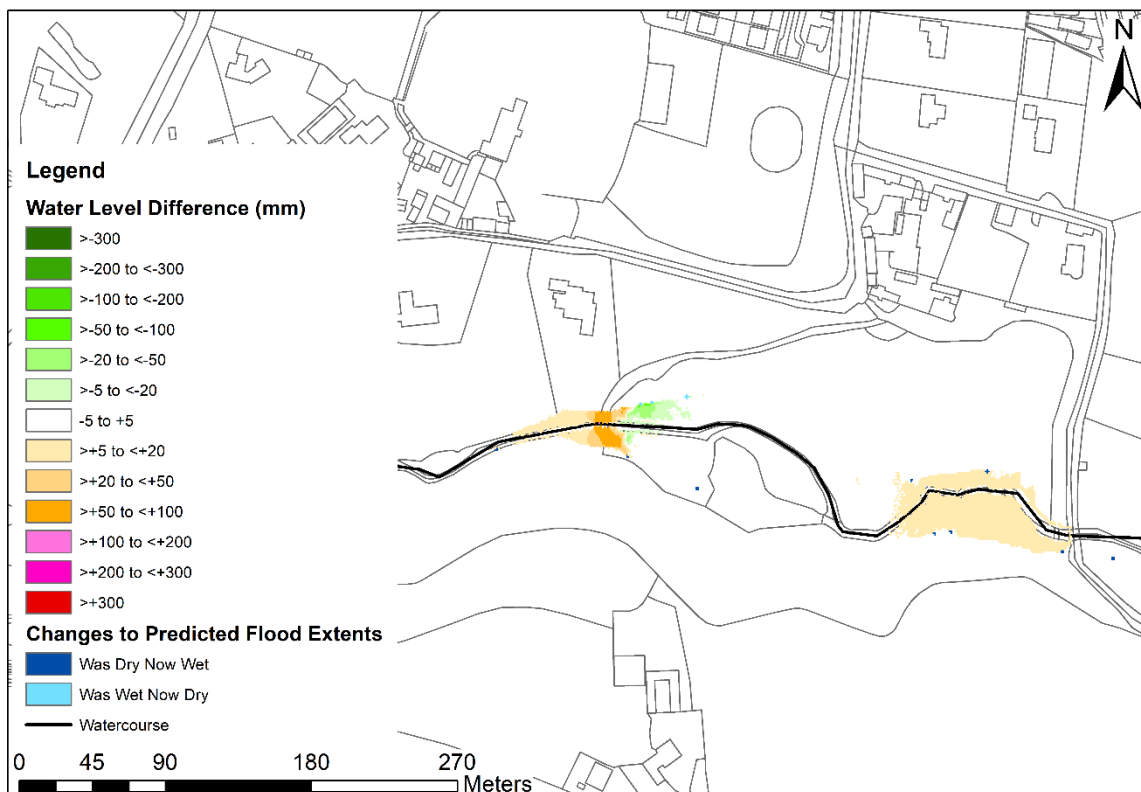 N
Legend
Water Level Difference (mm)
>-300
>-200 to <-300
>-100 to <-200
>-50 to <-100
>-20 to <-50
>-5 to <-20
-5 to +5
>+5 to <+20
>+20 to <+50
>+50 to <+100
>+100 to <+200
>+200 to <+300
>+300
Changes to Predicted Flood Extents
Was Dry Now Wet
Was Wet Now Dry
Watercourse
0 45 90 180 270
Meters